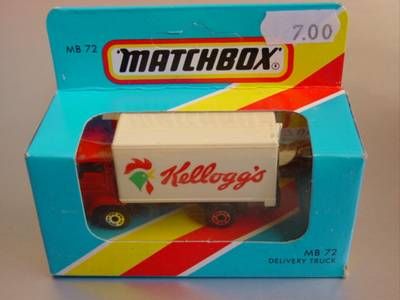 7.00
MB 72
MATCHBOX®
Kellogg's
MB 72
DELIVERY TRUCK